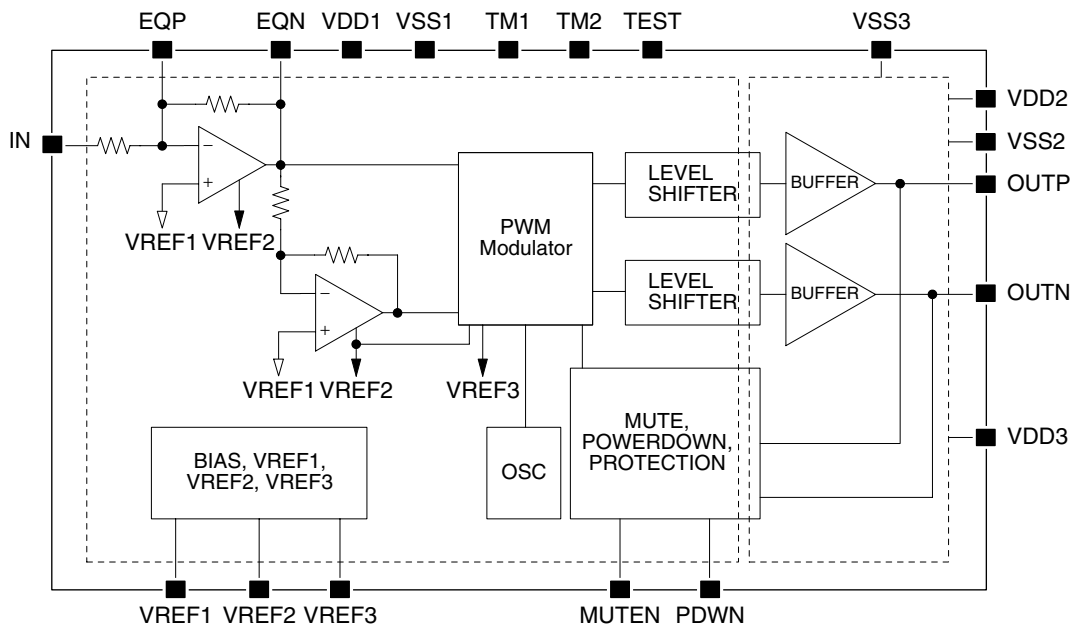 EQP EQN VDD1 VSS1 TM1 TM2 TEST VSS3
VDD2
IN
VSS2
−
+
VREF1 VREF2
PWM
Modulator
LEVEL
SHIFTER
BUFFER
OUTP
−
+
VREF1 VREF2 VREF3
LEVEL
SHIFTER
BUFFER
OUTN
BIAS, VREF1,
VREF2, VREF3
OSC
MUTE,
POWERDOWN,
PROTECTION
VDD3
VREF1 VREF2 VREF3 MUTEN PDWN